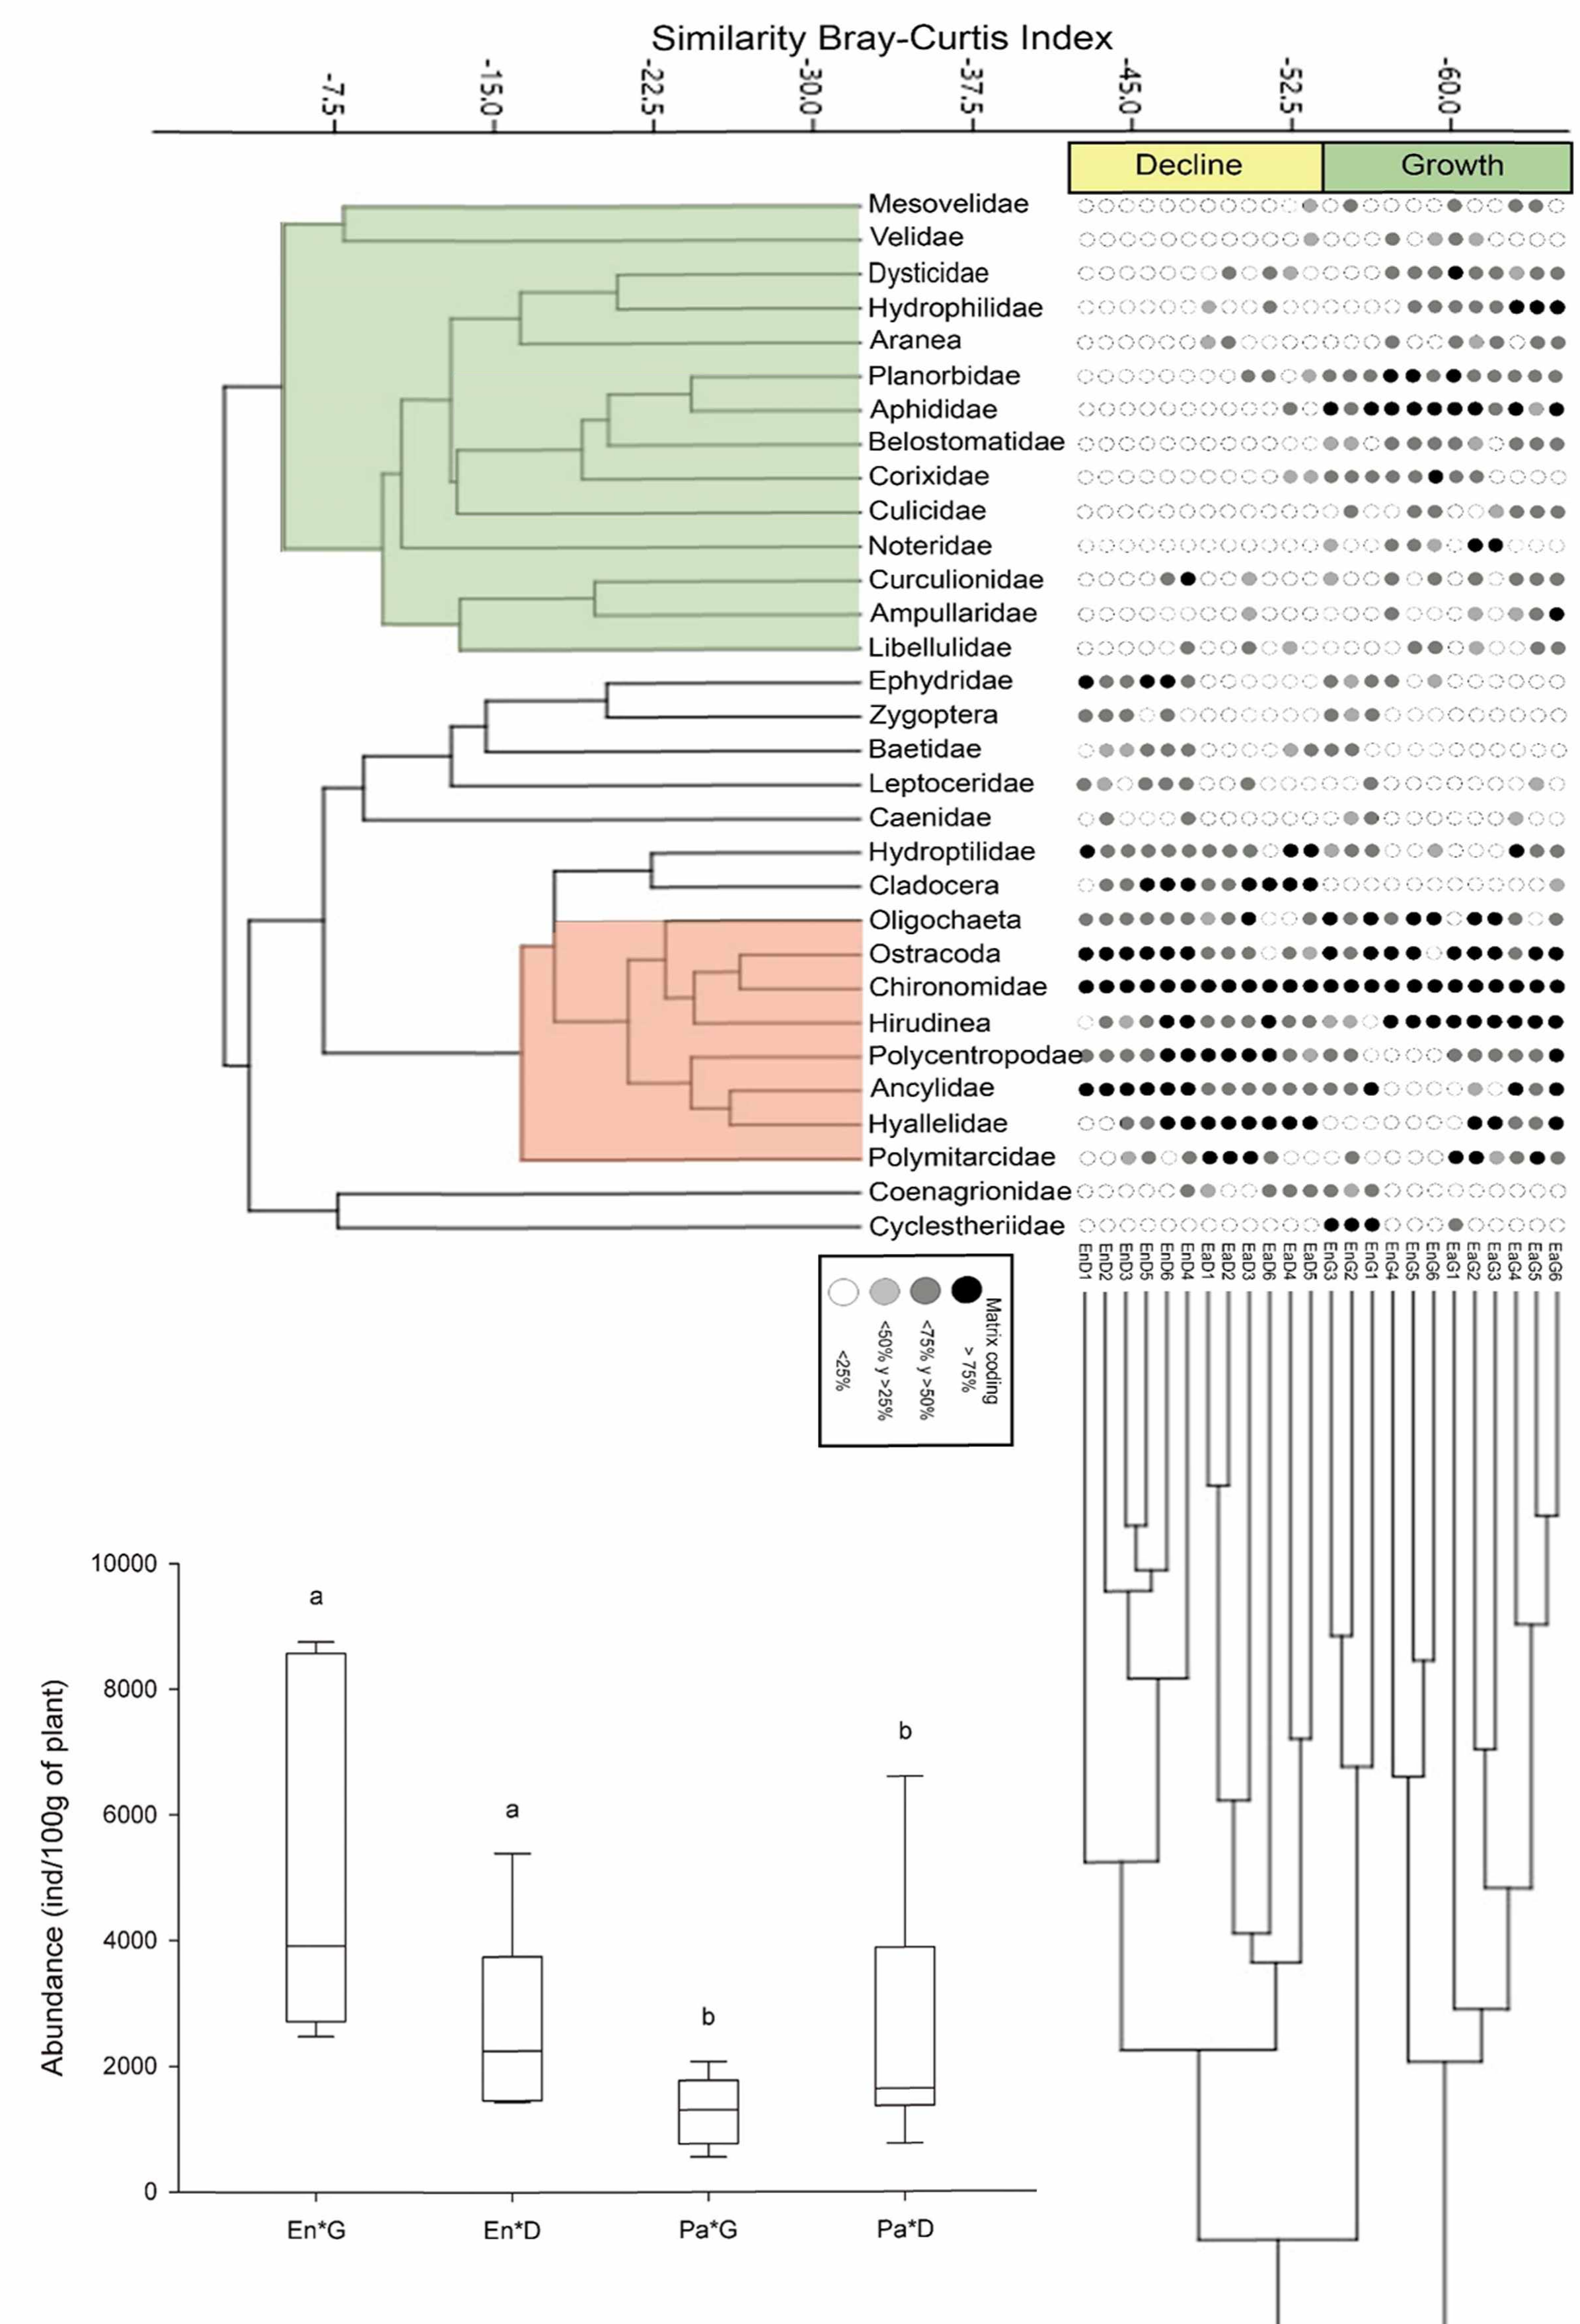 Similarity Bray-Curtis Index
-7.5
-15.0
-22.5
-30.0
-37.5
-45.0
-52.5
-60.0
Decline
Growth
Mesovelidae
Velidae
Dysticidae
Hydrophilidae
Aranea
Planorbidae
Aphididae
Belostomatidae
Corixidae
Culicidae
Noteridae
Curculionidae
Ampullaridae
Libellulidae
Ephydridae
Zygoptera
Baetidae
Leptoceridae
Caenidae
Hydroptilidae
Cladocera
Oligochaeta
Ostracoda
Chironomidae
Hirudinea
Polycentropodae
Ancylidae
Hyallelidae
Polymitarcidae
Coenagrionidae
Cyclestheriidae
EnD1
EnD2
EnD3
EnD5
EnD6
EnD4
EaD1
EaD2
EaD3
EaD6
EaD4
EaD5
EnG3
EnG2
EnG1
EnG4
EnG5
EnG6
EaG1
EaG2
EaG3
EaG4
EaG5
EaG6
Matrix coding
> 75%
<75% y >50%
<50% y >25%
<25%
Abundance (ind/100g of plant)
10000
8000
6000
4000
2000
0
a
a
b
b
En*G
En*D
Pa*G
Pa*D